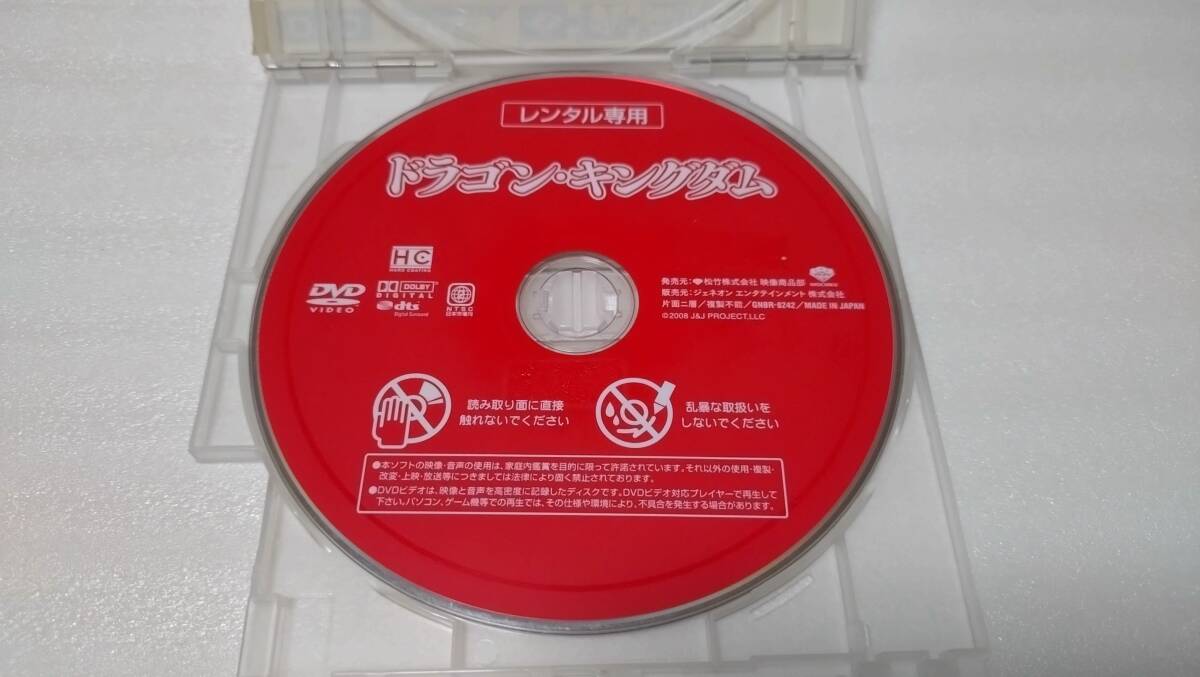 レンタル専用
ドラゴン・キングダム
HC
HARD COATING
DVD
VIDEO
DOLBY
DIGITAL
dts
Digital Surround
NTSC
日本市場向
発売元:松竹株式会社 映像商品部
販売元:ジェネオン エンタテインメント 株式会社
片面二層/複製不能/GNBR-8242/MADE IN JAPAN
©2008 J&J PROJECT,LLC
読み取り面に直接
触れないでください
乱暴な取扱いを
しないでください
●本ソフトの映像・音声の使用は、家庭内鑑賞を目的に限って許諾されています。それ以外の使用・複製・
改変・上映・放送等につきましては法律により固く禁止されております。
●DVDビデオは、映像と音声を高密度に記録したディスクです。DVDビデオ対応プレイヤーで再生して
下さい。パソコン、ゲーム機等での再生では、その仕様や環境により、不具合を発生する場合があります。